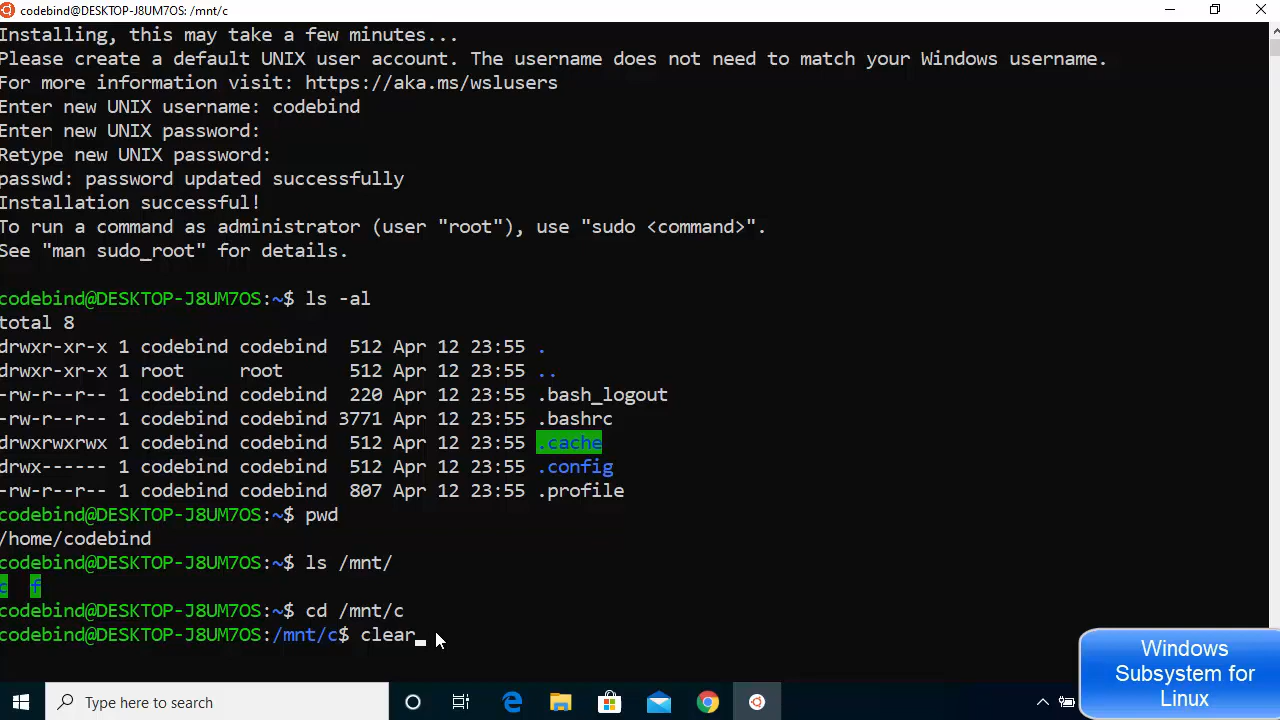 codebind@DESKTOP-J8UM7OS: /mnt/c
Installing, this may take a few minutes...
Please create a default UNIX user account. The username does not need to match your Windows username.
For more information visit: https://aka.ms/wslusers
Enter new UNIX username: codebind
Enter new UNIX password:
Retype new UNIX password:
passwd: password updated successfully
Installation successful!
To run a command as administrator (user "root"), use "sudo <command>".
See "man sudo_root" for details.
codebind@DESKTOP-J8UM7OS:~$ ls -al
total 8
drwxr-xr-x 1 codebind codebind  512 Apr 12 23:55 .
drwxr-xr-x 1 root     root      512 Apr 12 23:55 ..
-rw-r--r-- 1 codebind codebind  220 Apr 12 23:55 .bash_logout
-rw-r--r-- 1 codebind codebind 3771 Apr 12 23:55 .bashrc
drwxrwxrwx 1 codebind codebind  512 Apr 12 23:55 .cache
drwx------ 1 codebind codebind  512 Apr 12 23:55 .config
-rw-r--r-- 1 codebind codebind  807 Apr 12 23:55 .profile
codebind@DESKTOP-J8UM7OS:~$ pwd
/home/codebind
codebind@DESKTOP-J8UM7OS:~$ ls /mnt/
c  f
codebind@DESKTOP-J8UM7OS:~$ cd /mnt/c
codebind@DESKTOP-J8UM7OS:/mnt/c$ clear
Windows
Subsystem for
Linux
Type here to search